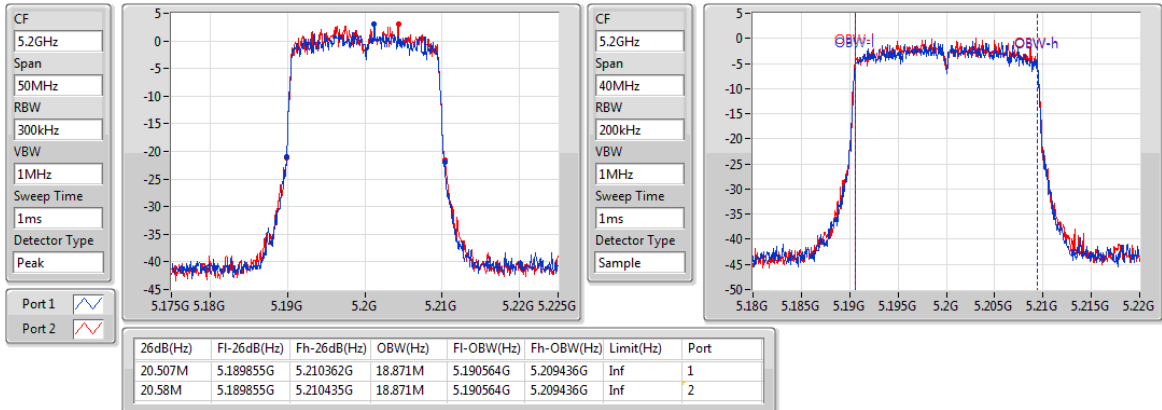 CF
5.2GHz
Span
50MHz
RBW
300kHz
VBW
1MHz
Sweep Time
1ms
Detector Type
Peak
Port 1
Port 2
5
0
-5
-10
-15
-20
-25
-30
-35
-40
-45
5.175G 5.18G 5.19G 5.2G 5.21G 5.22G 5.225G
CF
5.2GHz
Span
40MHz
RBW
200kHz
VBW
1MHz
Sweep Time
1ms
Detector Type
Sample
5
0
-5
-10
-15
-20
-25
-30
-35
-40
-45
-50
OBW-l
OBW-h
5.18G 5.185G 5.19G 5.195G 5.2G 5.205G 5.21G 5.215G 5.22G
26dB(Hz) Fl-26dB(Hz) Fh-26dB(Hz) OBW(Hz) Fl-OBW(Hz) Fh-OBW(Hz) Limit(Hz) Port
20.507M 5.189855G 5.210362G 18.871M 5.190564G 5.209436G Inf 1
20.58M 5.189855G 5.210435G 18.871M 5.190564G 5.209436G Inf 2